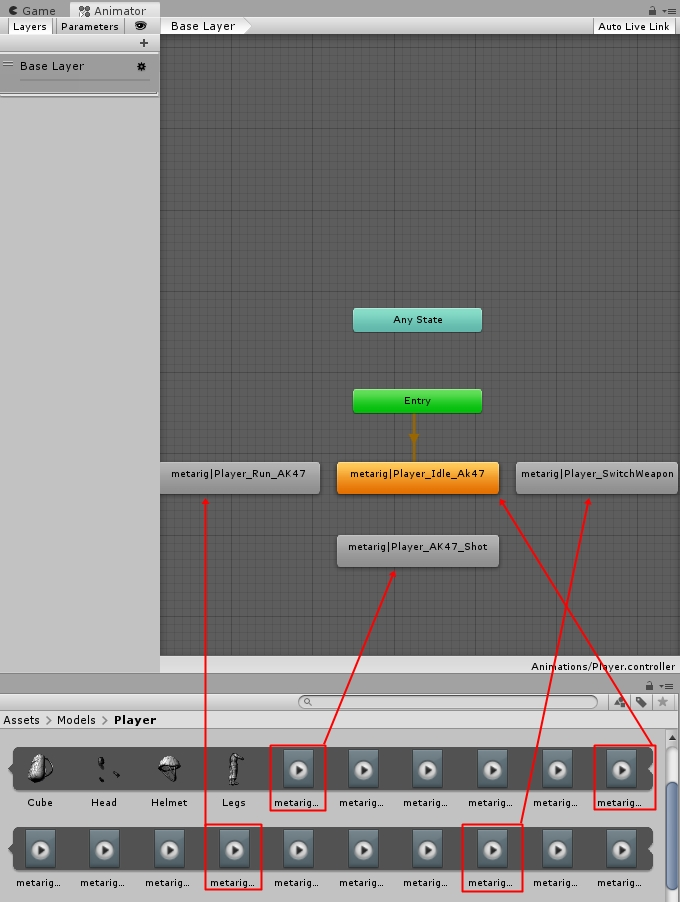 Game Animator
Layers Parameters Base Layer Auto Live Link
+
Base Layer
Any State
Entry
metarig|Player_Run_AK47 metarig|Player_Idle_Ak47 metarig|Player_SwitchWeapon
metarig|Player_AK47_Shot
Animations/Player.controller
Assets > Models > Player
Cube Head Helmet Legs metarig... metarig... metarig... metarig... metarig... metarig...
metarig... metarig... metarig... metarig... metarig... metarig... metarig... metarig... metarig... metarig...